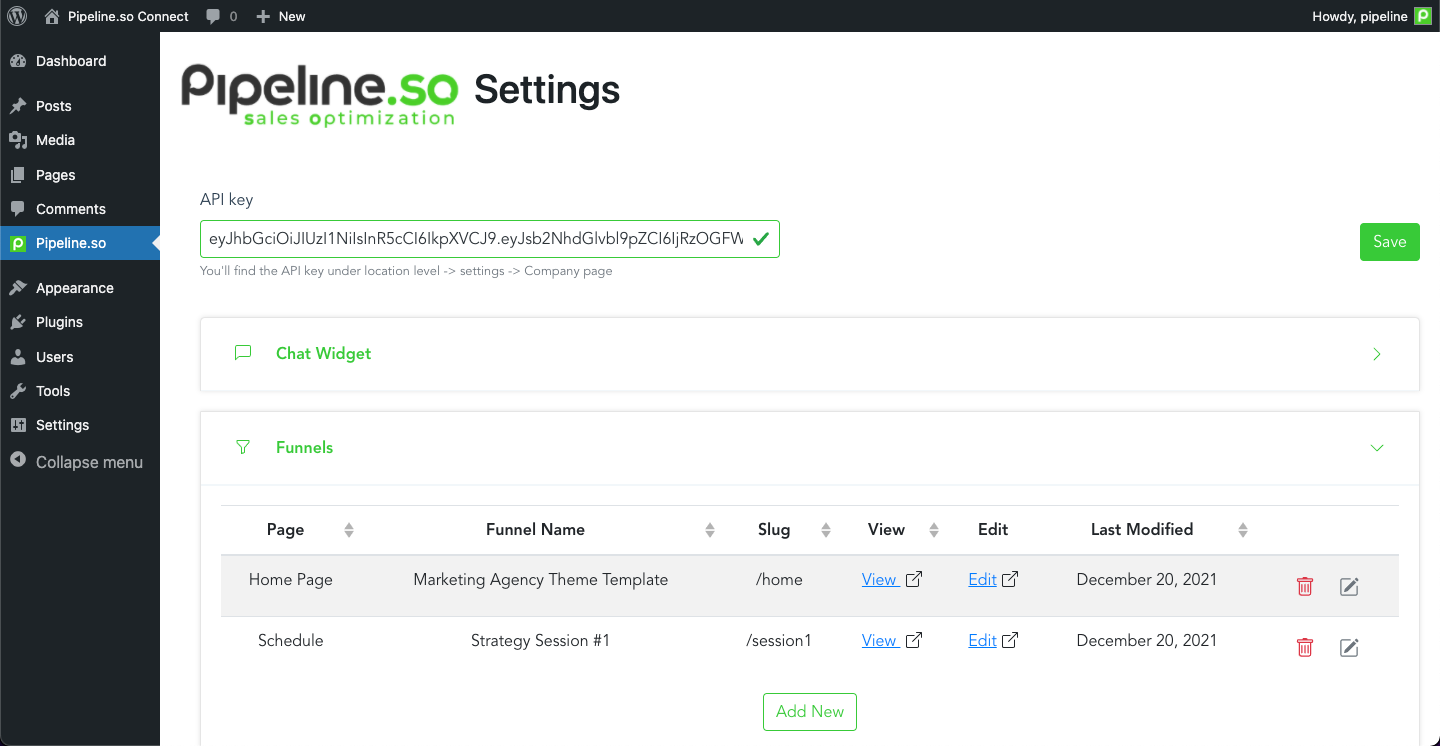 Pipeline.so Connect 0 New Howdy, pipeline p
Dashboard
Posts
Media
Pages
Comments
Pipeline.so
Appearance
Plugins
Users
Tools
Settings
Collapse menu
Pipeline.so Settings
sales optimization
API key
eyJhbGciOiJIUzI1NiIsInR5cCI6IkpXVCJ9.eyJsb2NhdGlvbl9pZCI6IjRzOGFW
Save
You'll find the API key under location level -> settings -> Company page
Chat Widget
Funnels
Page Funnel Name Slug View Edit Last Modified
Home Page Marketing Agency Theme Template /home View Edit December 20, 2021
Schedule Strategy Session #1 /session1 View Edit December 20, 2021
Add New